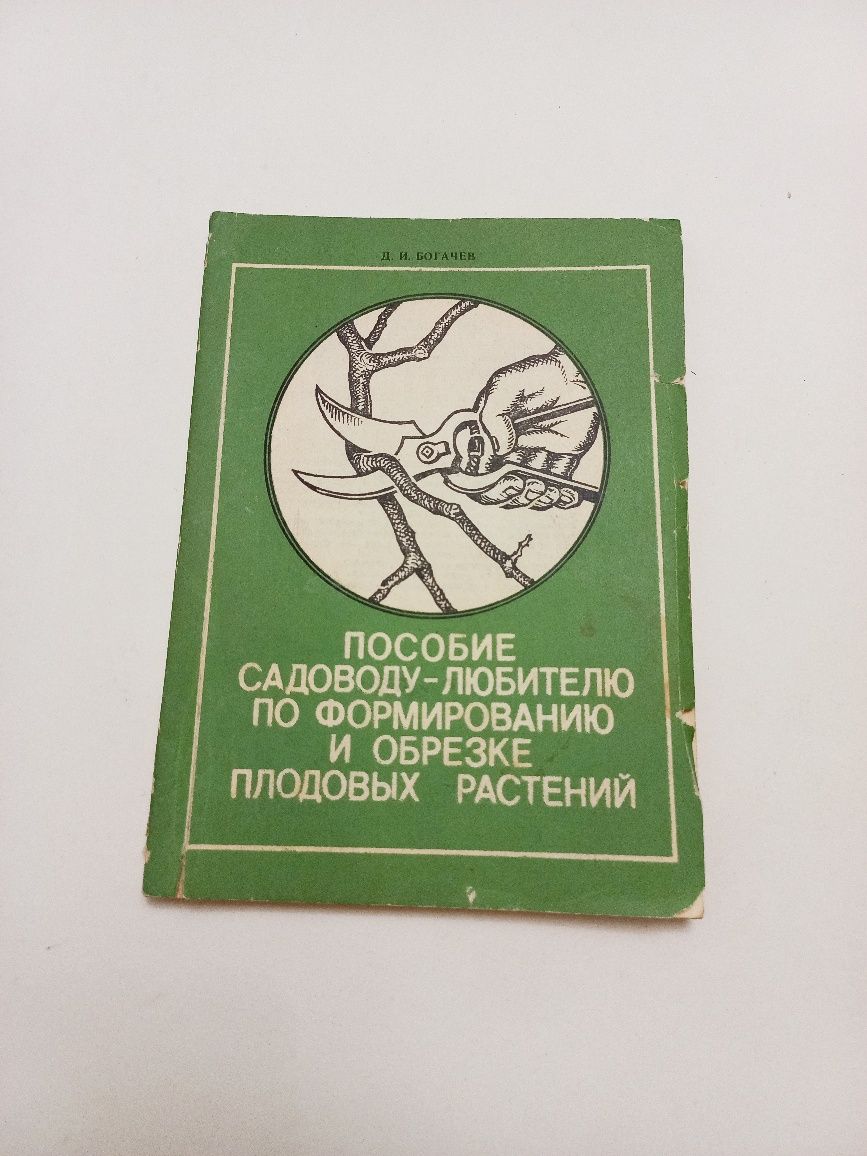 Д. И. БОГАЧЕВ
ПОСОБИЕ
САДОВОДУ-ЛЮБИТЕЛЮ
ПО ФОРМИРОВАНИЮ
И ОБРЕЗКЕ
ПЛОДОВЫХ РАСТЕНИЙ